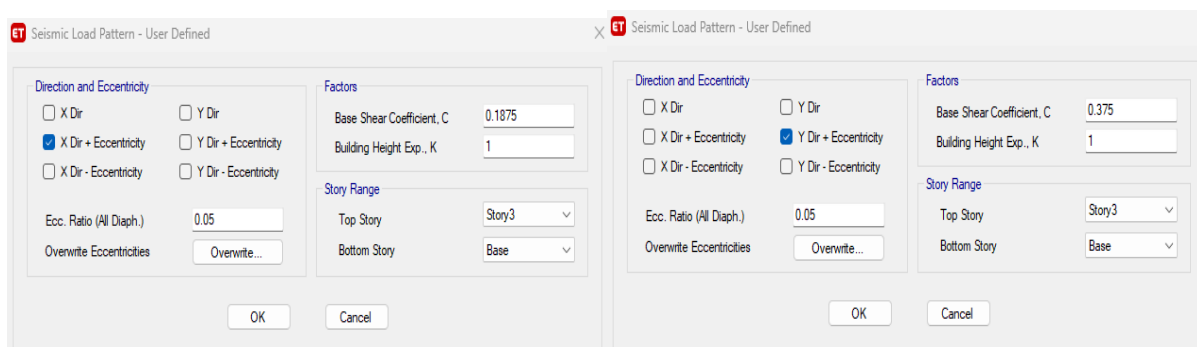 ET Seismic Load Pattern - User Defined
Direction and Eccentricity
X Dir Y Dir
X Dir + Eccentricity Y Dir + Eccentricity
X Dir - Eccentricity Y Dir - Eccentricity
Ecc. Ratio (All Diaph.) 0.05
Overwrite Eccentricities Overwrite...
Factors
Base Shear Coefficient, C 0.1875
Building Height Exp., K 1
Story Range
Top Story Story3
Bottom Story Base
OK Cancel
ET Seismic Load Pattern - User Defined
Direction and Eccentricity
X Dir Y Dir
X Dir + Eccentricity Y Dir + Eccentricity
X Dir - Eccentricity Y Dir - Eccentricity
Ecc. Ratio (All Diaph.) 0.05
Overwrite Eccentricities Overwrite...
Factors
Base Shear Coefficient, C 0.375
Building Height Exp., K 1
Story Range
Top Story Story3
Bottom Story Base
OK Cancel